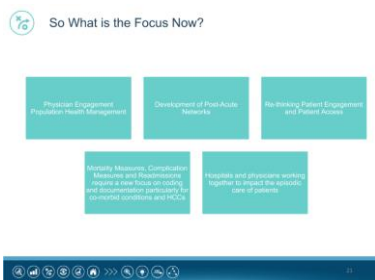 So What is the Focus Now?
Physician Engagement
Population Health Management
Development of Post-Acute
Networks
Re-thinking Patient Engagement
and Patient Access
Mortality Measures, Complication
Measures and Readmissions
require a new focus on coding
and documentation particularly for
co-morbid conditions and HCCs
Hospitals and physicians working
together to impact the episodic
care of patients